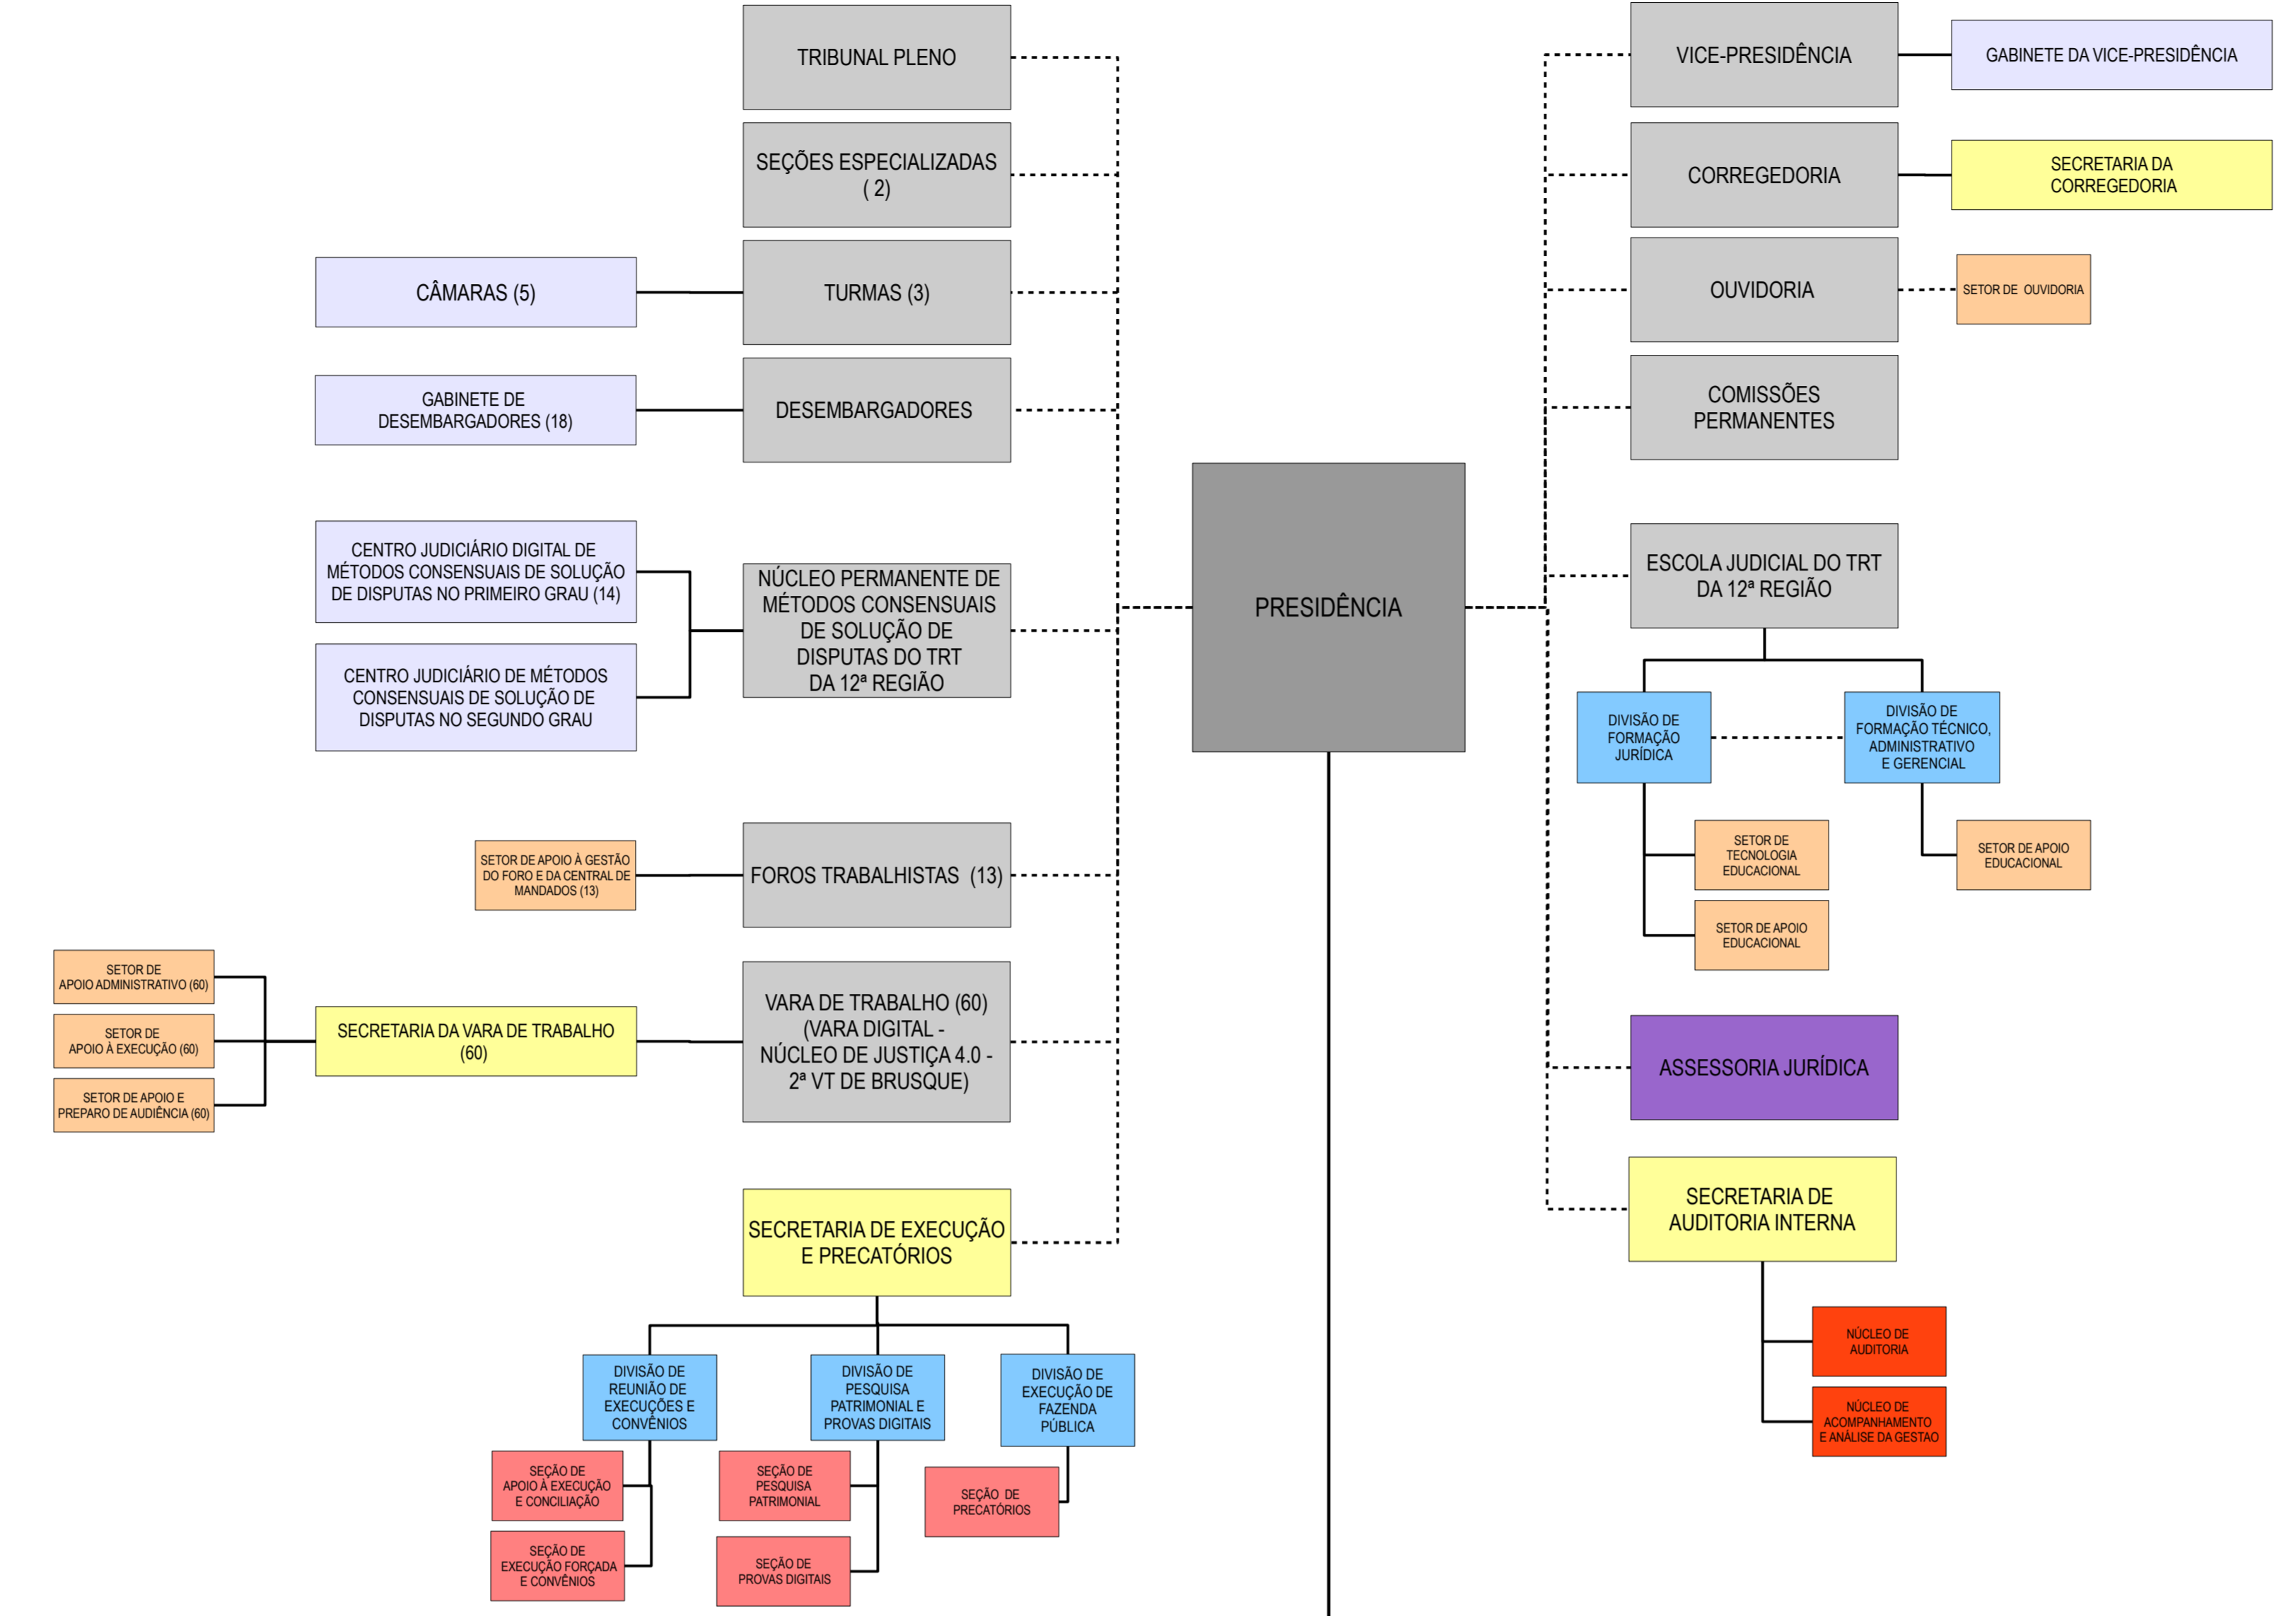 TRIBUNAL PLENO
SEÇÕES ESPECIALIZADAS
( 2)
CÂMARAS (5)
TURMAS (3)
GABINETE DE
DESEMBARGADORES (18)
DESEMBARGADORES
CENTRO JUDICIÁRIO DIGITAL DE
MÉTODOS CONSENSUAIS DE SOLUÇÃO
DE DISPUTAS NO PRIMEIRO GRAU (14)
CENTRO JUDICIÁRIO DE MÉTODOS
CONSENSUAIS DE SOLUÇÃO DE
DISPUTAS NO SEGUNDO GRAU
NÚCLEO PERMANENTE DE
MÉTODOS CONSENSUAIS
DE SOLUÇÃO DE
DISPUTAS DO TRT
DA 12ª REGIÃO
SETOR DE APOIO À GESTÃO
DO FORO E DA CENTRAL DE
MANDADOS (13)
FOROS TRABALHISTAS (13)
SETOR DE
APOIO ADMINISTRATIVO (60)
SETOR DE
APOIO À EXECUÇÃO (60)
SETOR DE APOIO E
PREPARO DE AUDIÊNCIA (60)
SECRETARIA DA VARA DE TRABALHO
(60)
VARA DE TRABALHO (60)
(VARA DIGITAL -
NÚCLEO DE JUSTIÇA 4.0 -
2ª VT DE BRUSQUE)
SECRETARIA DE EXECUÇÃO
E PRECATÓRIOS
DIVISÃO DE
REUNIÃO DE
EXECUÇÕES E
CONVÊNIOS
DIVISÃO DE
PESQUISA
PATRIMONIAL E
PROVAS DIGITAIS
DIVISÃO DE
EXECUÇÃO DE
FAZENDA
PÚBLICA
SEÇÃO DE
APOIO À EXECUÇÃO
E CONCILIAÇÃO
SEÇÃO DE
EXECUÇÃO FORÇADA
E CONVÊNIOS
SEÇÃO DE
PESQUISA
PATRIMONIAL
SEÇÃO DE
PROVAS DIGITAIS
SEÇÃO DE
PRECATÓRIOS
PRESIDÊNCIA
VICE-PRESIDÊNCIA
GABINETE DA VICE-PRESIDÊNCIA
CORREGEDORIA
SECRETARIA DA
CORREGEDORIA
OUVIDORIA
SETOR DE OUVIDORIA
COMISSÕES
PERMANENTES
ESCOLA JUDICIAL DO TRT
DA 12ª REGIÃO
DIVISÃO DE
FORMAÇÃO
JURÍDICA
DIVISÃO DE
FORMAÇÃO TÉCNICO,
ADMINISTRATIVO
E GERENCIAL
SETOR DE
TECNOLOGIA
EDUCACIONAL
SETOR DE APOIO
EDUCACIONAL
SETOR DE APOIO
EDUCACIONAL
ASSESSORIA JURÍDICA
SECRETARIA DE
AUDITORIA INTERNA
NÚCLEO DE
AUDITORIA
NÚCLEO DE
ACOMPANHAMENTO
E ANÁLISE DA GESTAO